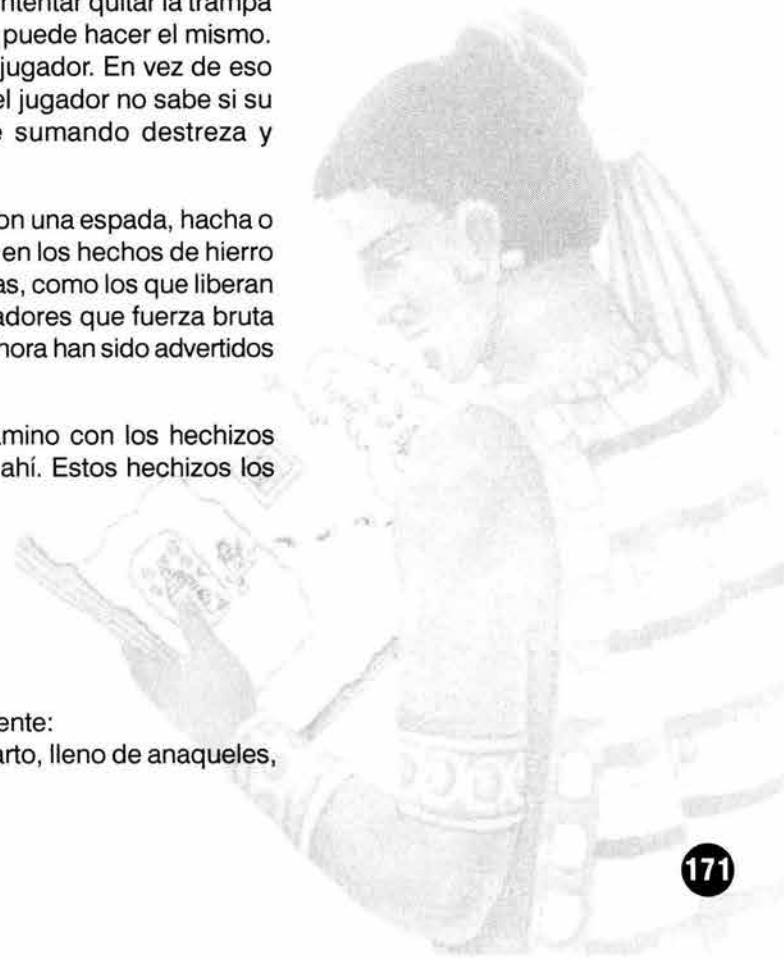 intentar quitar la trampa
puede hacer el mismo.
jugador. En vez de eso
el jugador no sabe si su
sumando destreza y
on una espada, hacha o
en los hechos de hierro
as, como los que liberan
adores que fuerza bruta
hora han sido advertidos
amino con los hechizos
ahí. Estos hechizos los
ente:
arto, lleno de anaqueles,
171